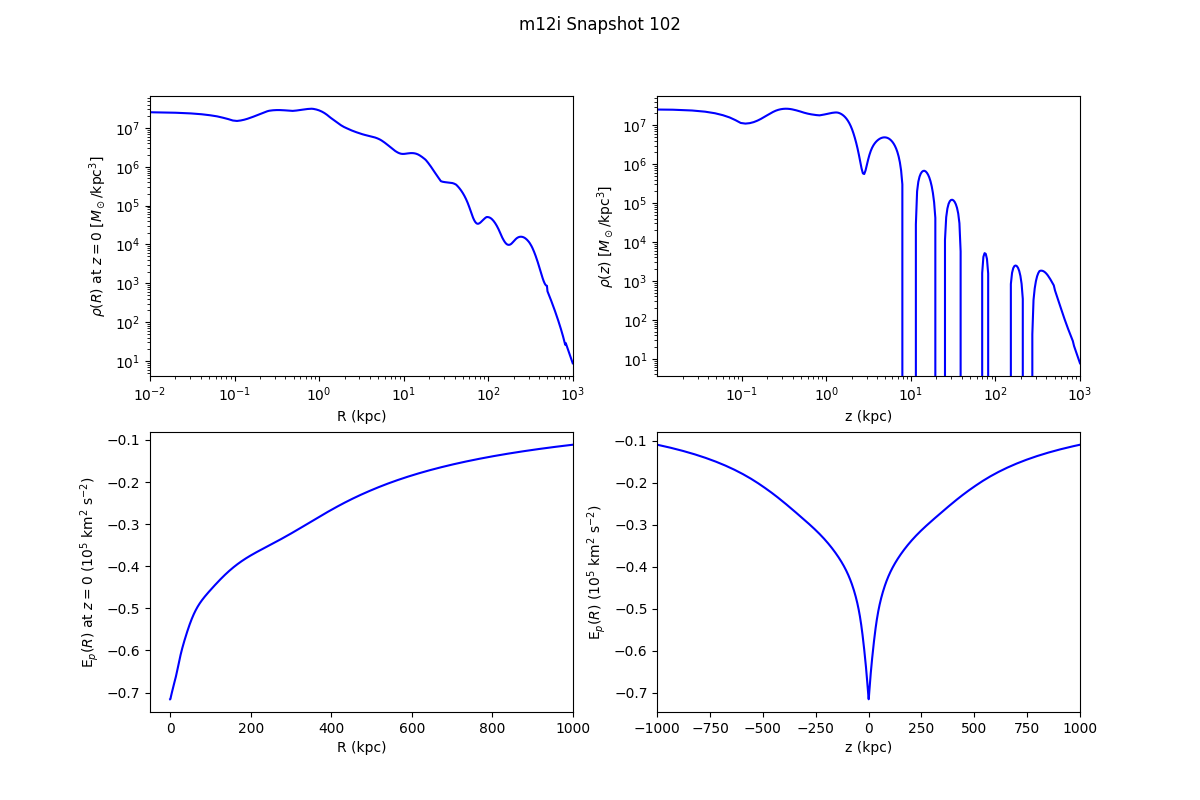 m12i Snapshot 102
ρ(R) at z = 0 [M⊙/kpc³]
10⁷
10⁶
10⁵
10⁴
10³
10²
10¹
10⁻² 10⁻¹ 10⁰ 10¹ 10² 10³
R (kpc)
ρ(z) [M⊙/kpc³]
10⁷
10⁶
10⁵
10⁴
10³
10²
10¹
10⁻¹ 10⁰ 10¹ 10² 10³
z (kpc)
Eₚ(R) at z = 0 (10⁵ km² s⁻²)
−0.1
−0.2
−0.3
−0.4
−0.5
−0.6
−0.7
0 200 400 600 800 1000
R (kpc)
Eₚ(R) (10⁵ km² s⁻²)
−0.1
−0.2
−0.3
−0.4
−0.5
−0.6
−0.7
−1000 −750 −500 −250 0 250 500 750 1000
z (kpc)